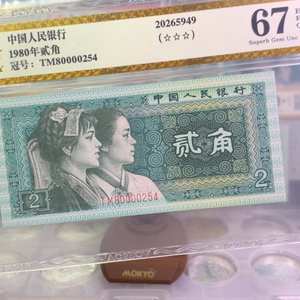 中国人民银行
1980年贰角
冠号: TM80000254
20265949
(☆☆☆)
67
Superb Gem Unc
中国人民银行
贰角
2
2
TM80000254
MOKYO